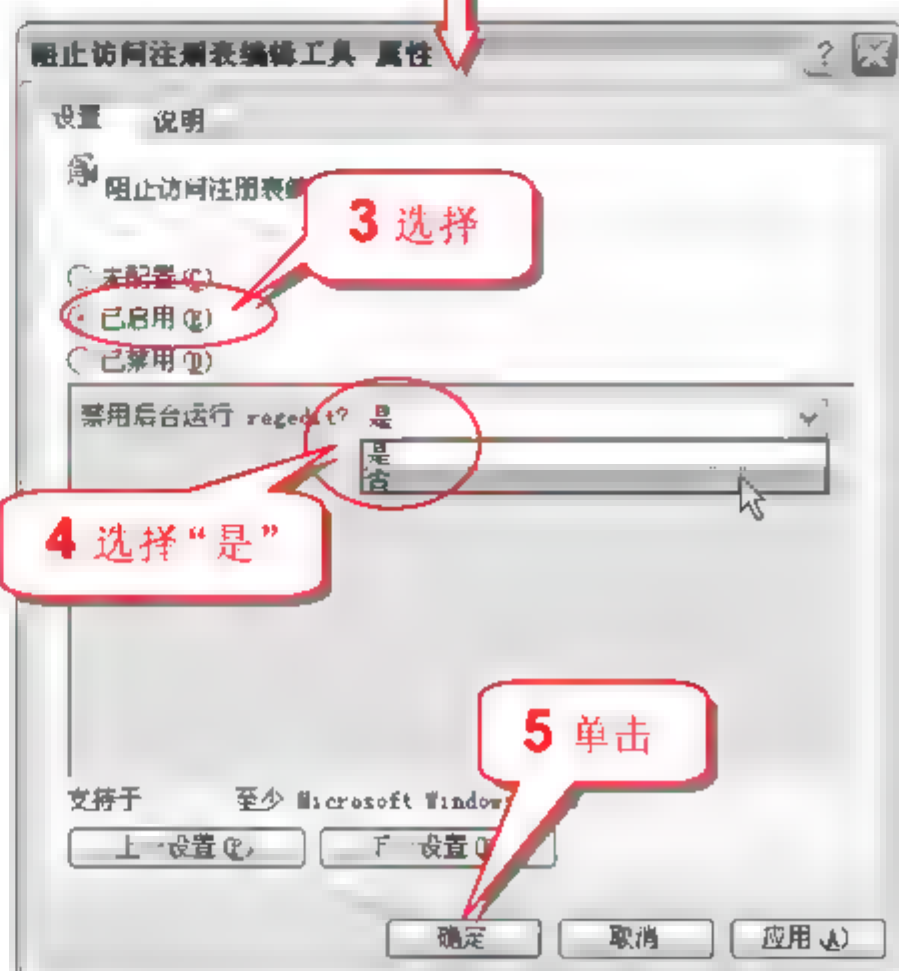 阻止访问注册表编辑工具 属性
设置 说明
阻止访问注册表编
3 选择
未配置(C)
已启用(E)
已禁用(D)
禁用后台运行 regedit? 是
是
否
4 选择“是”
5 单击
支持于 至少 Microsoft Window
上一设置(P) 下一设置(
确定 取消 应用(A)